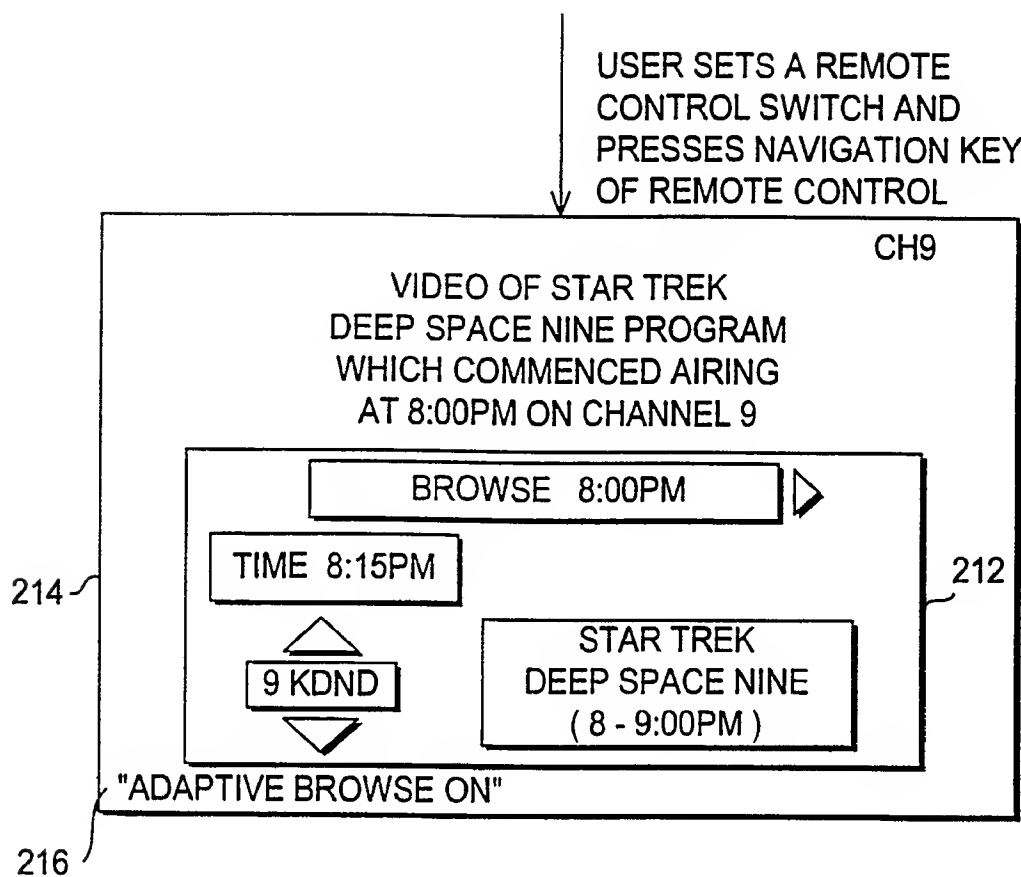 USER SETS A REMOTE
CONTROL SWITCH AND
PRESSES NAVIGATION KEY
OF REMOTE CONTROL
CH9
VIDEO OF STAR TREK
DEEP SPACE NINE PROGRAM
WHICH COMMENCED AIRING
AT 8:00PM ON CHANNEL 9
BROWSE 8:00PM
TIME 8:15PM
212
214
9 KDND
STAR TREK
DEEP SPACE NINE
( 8 - 9:00PM )
"ADAPTIVE BROWSE ON"
216